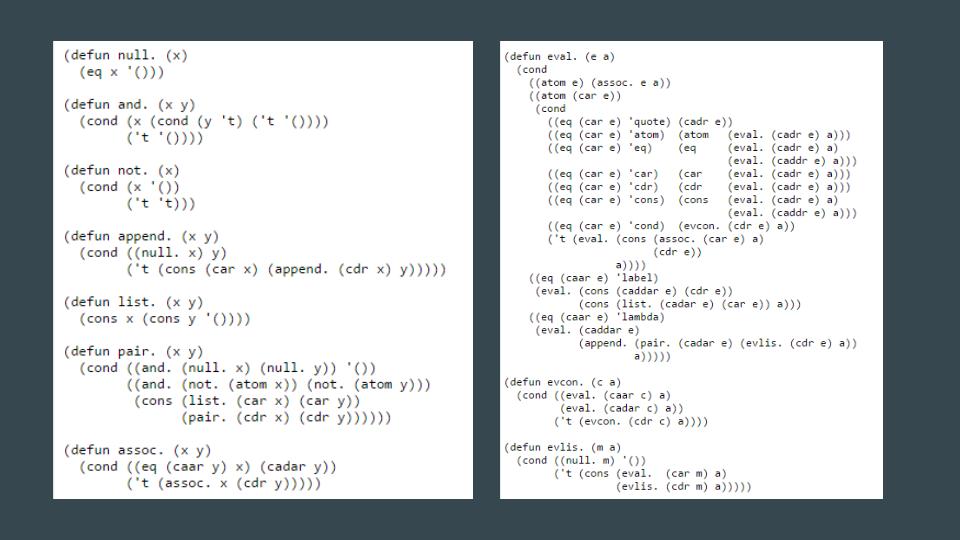 (defun null. (x)
  (eq x '()))

(defun and. (x y)
  (cond (x (cond (y 't) ('t '())))
        ('t '())))

(defun not. (x)
  (cond (x '())
        ('t 't)))

(defun append. (x y)
  (cond ((null. x) y)
        ('t (cons (car x) (append. (cdr x) y)))))

(defun list. (x y)
  (cons x (cons y '())))

(defun pair. (x y)
  (cond ((and. (null. x) (null. y)) '())
        ((and. (not. (atom x)) (not. (atom y)))
         (cons (list. (car x) (car y))
               (pair. (cdr x) (cdr y))))))

(defun assoc. (x y)
  (cond ((eq (caar y) x) (cadar y))
        ('t (assoc. x (cdr y)))))

(defun eval. (e a)
  (cond
    ((atom e) (assoc. e a))
    ((atom (car e))
     (cond
       ((eq (car e) 'quote) (cadr e))
       ((eq (car e) 'atom)  (atom   (eval. (cadr e) a)))
       ((eq (car e) 'eq)    (eq     (eval. (cadr e) a)
                                    (eval. (caddr e) a)))
       ((eq (car e) 'car)   (car    (eval. (cadr e) a)))
       ((eq (car e) 'cdr)   (cdr    (eval. (cadr e) a)))
       ((eq (car e) 'cons)  (cons   (eval. (cadr e) a)
                                    (eval. (caddr e) a)))
       ((eq (car e) 'cond)  (evcon. (cdr e) a))
       ('t (eval. (cons (assoc. (car e) a)
                        (cdr e))
                  a))))
    ((eq (caar e) 'label)
     (eval. (cons (caddar e) (cdr e))
            (cons (list. (cadar e) (car e)) a)))
    ((eq (caar e) 'lambda)
     (eval. (caddar e)
            (append. (pair. (cadar e) (evlis. (cdr e) a))
                     a)))))

(defun evcon. (c a)
  (cond ((eval. (caar c) a)
         (eval. (cadar c) a))
        ('t (evcon. (cdr c) a))))

(defun evlis. (m a)
  (cond ((null. m) '())
        ('t (cons (eval.  (car m) a)
                  (evlis. (cdr m) a)))))